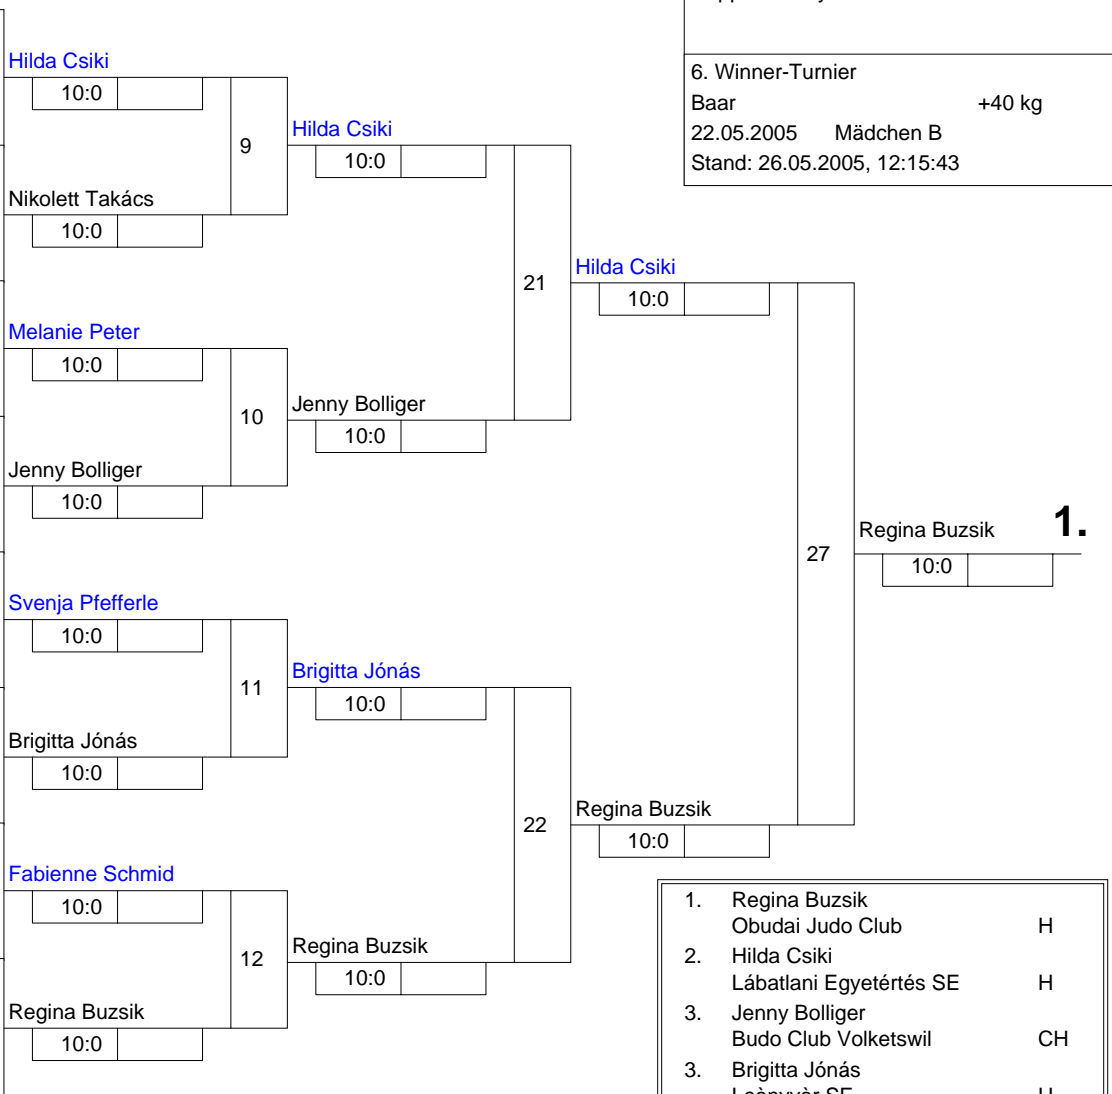 6. Winner-Turnier
Baar +40 kg
22.05.2005 Mädchen B
Stand: 26.05.2005, 12:15:43
Hilda Csiki
10:0
9
Nikolett Takács
10:0
Hilda Csiki
10:0
Melanie Peter
10:0
10
Jenny Bolliger
10:0
Jenny Bolliger
10:0
21
Hilda Csiki
10:0
Svenja Pfefferle
10:0
11
Brigitta Jónás
10:0
Brigitta Jónás
10:0
Fabienne Schmid
10:0
12
Regina Buzsik
10:0
Regina Buzsik
10:0
22
Regina Buzsik
10:0
27
Regina Buzsik 1.
10:0
1. Regina Buzsik
Obudai Judo Club H
2. Hilda Csiki
Lábatlani Egyetértés SE H
3. Jenny Bolliger
Budo Club Volketswil CH
3. Brigitta Jónás
SE H